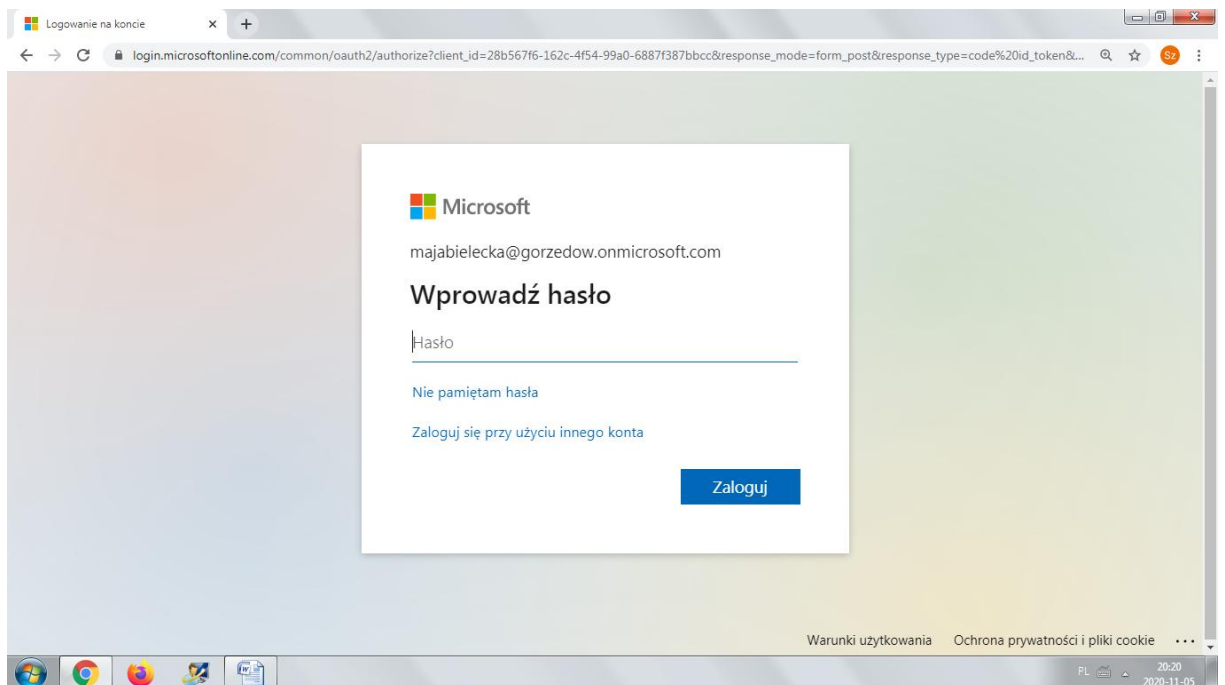 Logowanie na koncie
login.microsoftonline.com/common/oauth2/authorize?client_id=28b567f6-162c-4f54-99a0-6887f387bbcc&response_mode=form_post&response_type=code%20id_token&...
Sz
Microsoft
majabielecka@gorzedow.onmicrosoft.com
Wprowadź hasło
Hasło
Nie pamiętam hasła
Zaloguj się przy użyciu innego konta
Zaloguj
Warunki użytkowania Ochrona prywatności i pliki cookie ...
PL 20:20
2020-11-05